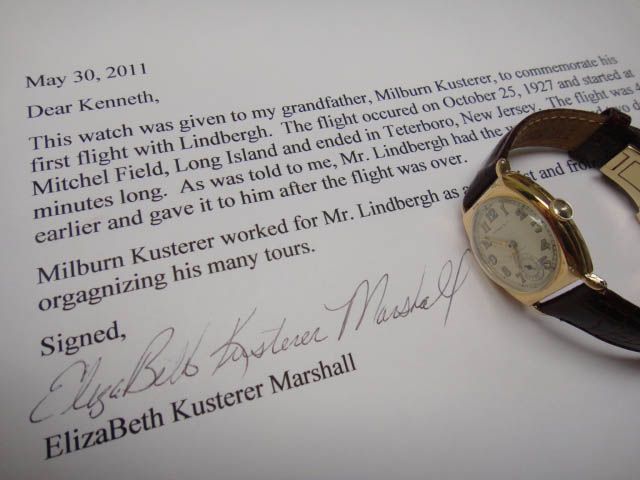 May 30, 2011
Dear Kenneth,
This watch was given to my grandfather, Milburn Kusterer, to commemorate his
first flight with Lindbergh. The flight occured on October 25, 1927 and started at
Mitchel Field, Long Island and ended in Teterboro, New Jersey. The flight was
minutes long. As was told to me, Mr. Lindbergh had the
earlier and gave it to him after the flight was over.
Milburn Kusterer worked for Mr. Lindbergh as and
orgagnizing his many tours.
Signed,
ElizaBeth Kusterer Marshall
ElizaBeth Kusterer Marshall